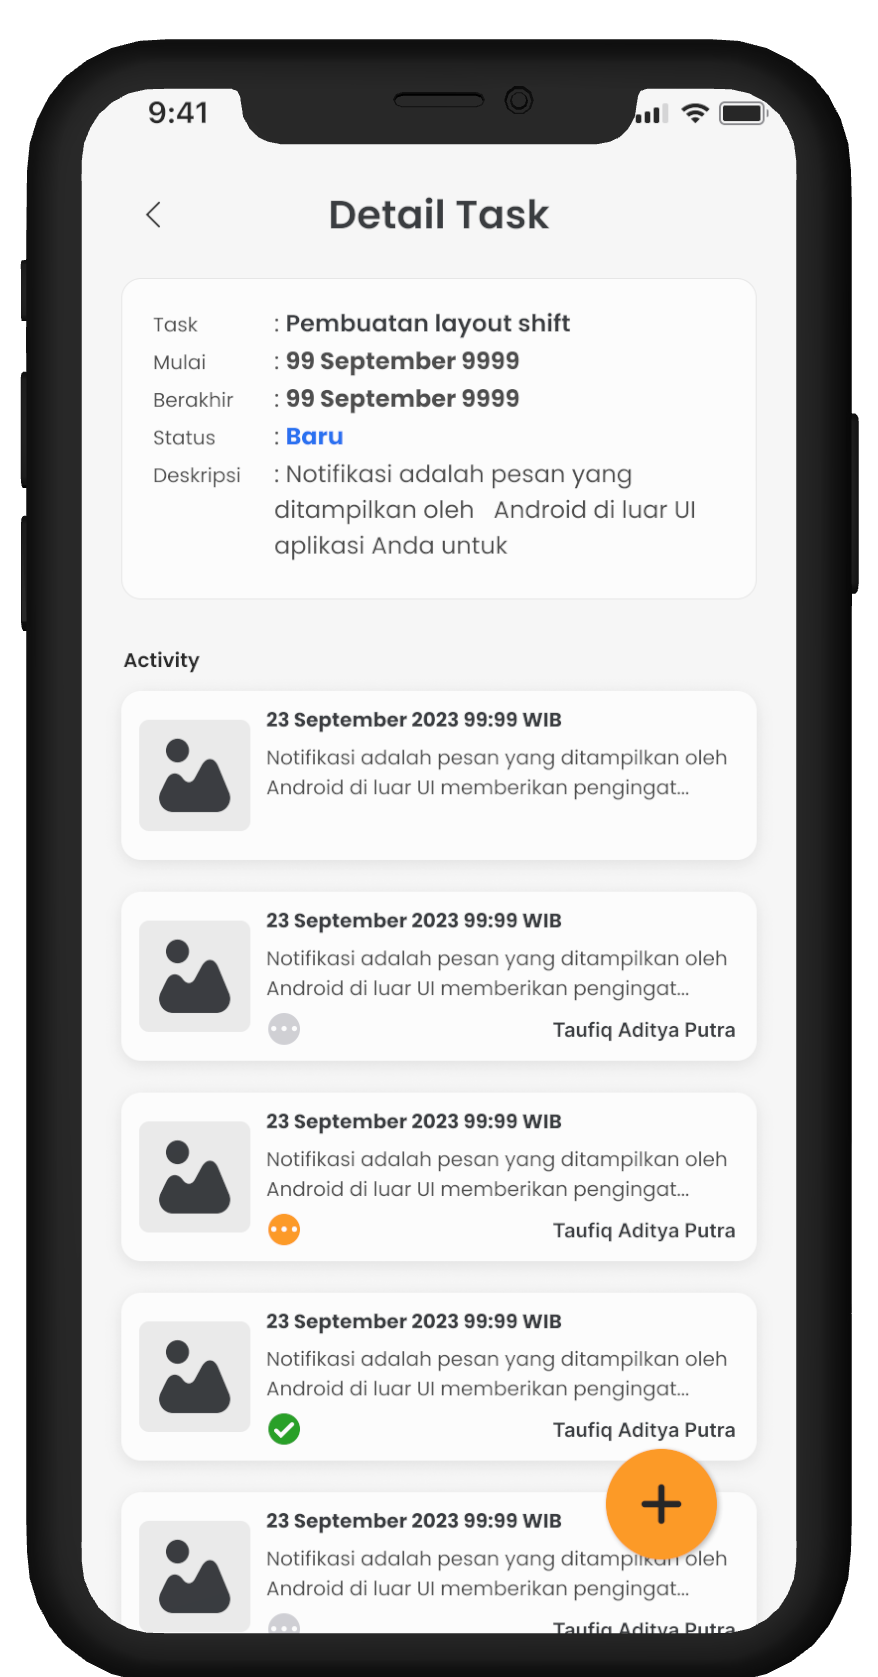 9:41
Detail Task
Task : Pembuatan layout shift
Mulai : 99 September 9999
Berakhir : 99 September 9999
Status : Baru
Deskripsi : Notifikasi adalah pesan yang
ditampilkan oleh Android di luar UI
aplikasi Anda untuk
Activity
23 September 2023 99:99 WIB
Notifikasi adalah pesan yang ditampilkan oleh
Android di luar UI memberikan pengingat...
23 September 2023 99:99 WIB
Notifikasi adalah pesan yang ditampilkan oleh
Android di luar UI memberikan pengingat...
Taufiq Aditya Putra
23 September 2023 99:99 WIB
Notifikasi adalah pesan yang ditampilkan oleh
Android di luar UI memberikan pengingat...
Taufiq Aditya Putra
23 September 2023 99:99 WIB
Notifikasi adalah pesan yang ditampilkan oleh
Android di luar UI memberikan pengingat...
Taufiq Aditya Putra
23 September 2023 99:99 WIB
Notifikasi adalah pesan yang ditampilkan oleh
Android di luar UI memberikan pengingat...
Taufiq Aditya Putra